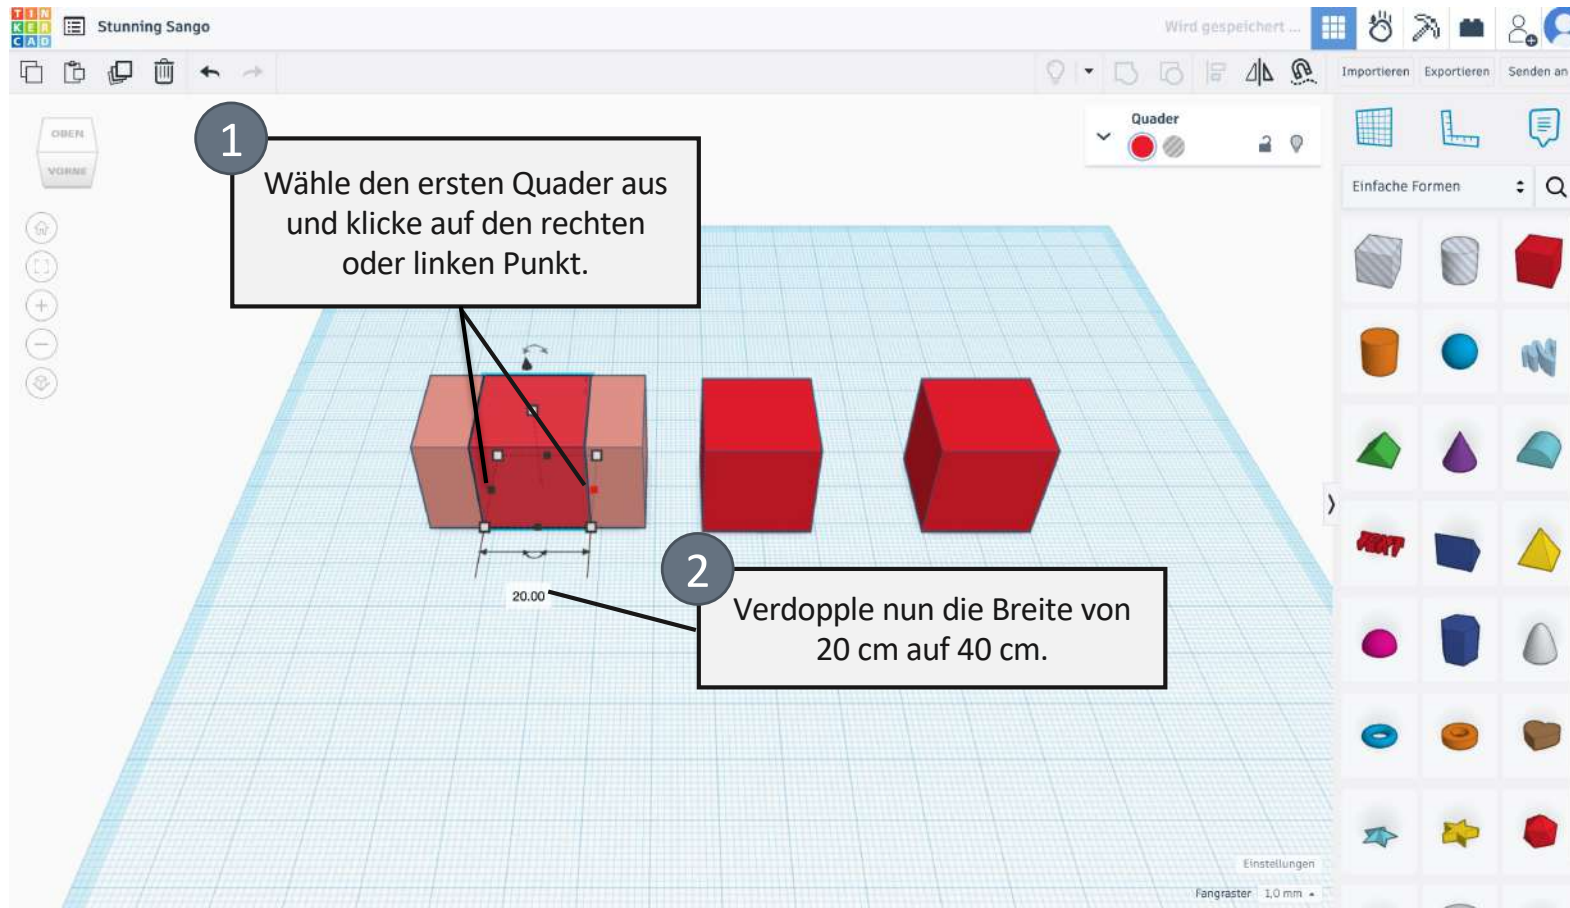 TIN
KER
CAD
Stunning Sango
Wird gespeichert ...
Importieren
Exportieren
Senden an
OBEN
VORNE
1
Wähle den ersten Quader aus
und klicke auf den rechten
oder linken Punkt.
Quader
Einfache Formen
TEXT
20.00
2
Verdopple nun die Breite von
20 cm auf 40 cm.
Einstellungen
Fangraster 1,0 mm